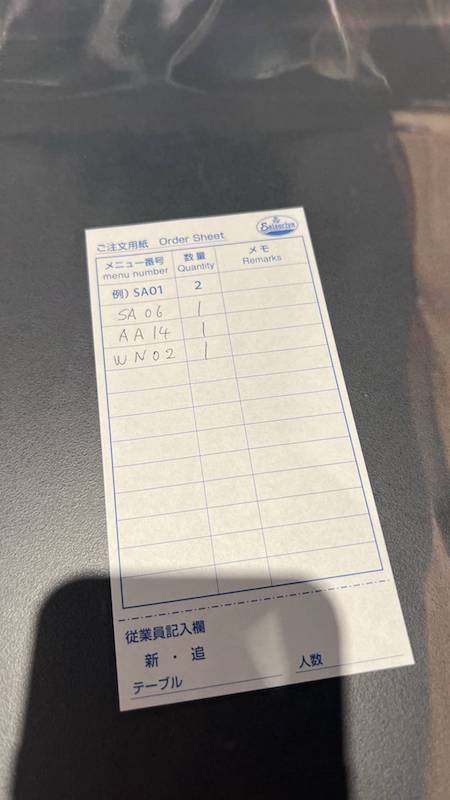 ご注文用紙 Order Sheet
Saizeriya
メニュー番号 数量 メモ
menu number Quantity Remarks
例) SA01 2
SA06 1
AA14 1
WN02 1
従業員記入欄
新・追
テーブル 人数